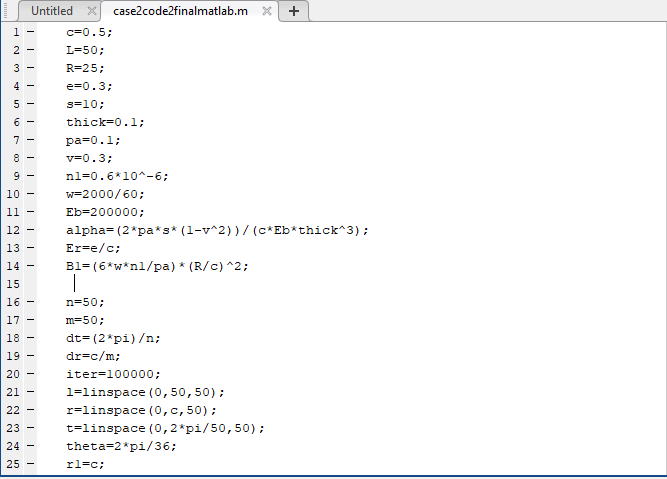 Untitled × case2code2finalmatlab.m × +
1 – c=0.5;
2 – L=50;
3 – R=25;
4 – e=0.3;
5 – s=10;
6 – thick=0.1;
7 – pa=0.1;
8 – v=0.3;
9 – n1=0.6*10^-6;
10 – w=2000/60;
11 – Eb=200000;
12 – alpha=(2*pa*s*(1-v^2))/(c*Eb*thick^3);
13 – Er=e/c;
14 – B1=(6*w*n1/pa)*(R/c)^2;
15
16 – n=50;
17 – m=50;
18 – dt=(2*pi)/n;
19 – dr=c/m;
20 – iter=100000;
21 – l=linspace(0,50,50);
22 – r=linspace(0,c,50);
23 – t=linspace(0,2*pi/50,50);
24 – theta=2*pi/36;
25 – r1=c;